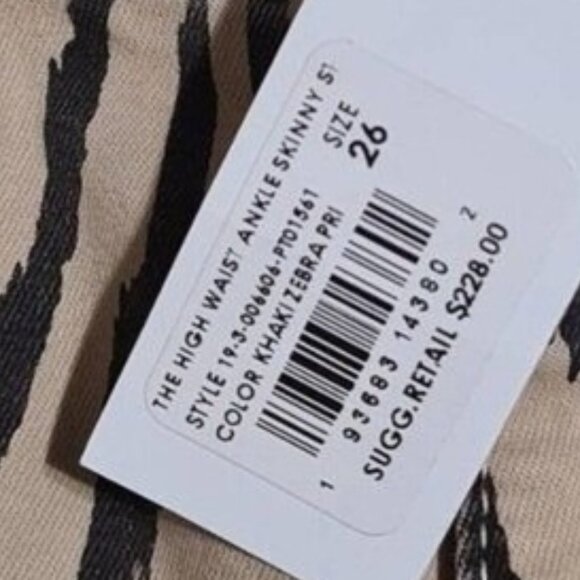 THE HIGH WAIST ANKLE SKINNY ST
STYLE 19-3-006606-PT01561
COLOR KHAKI ZEBRA PRI
SIZE
26
1 93683 14380 2
SUGG.RETAIL $228.00